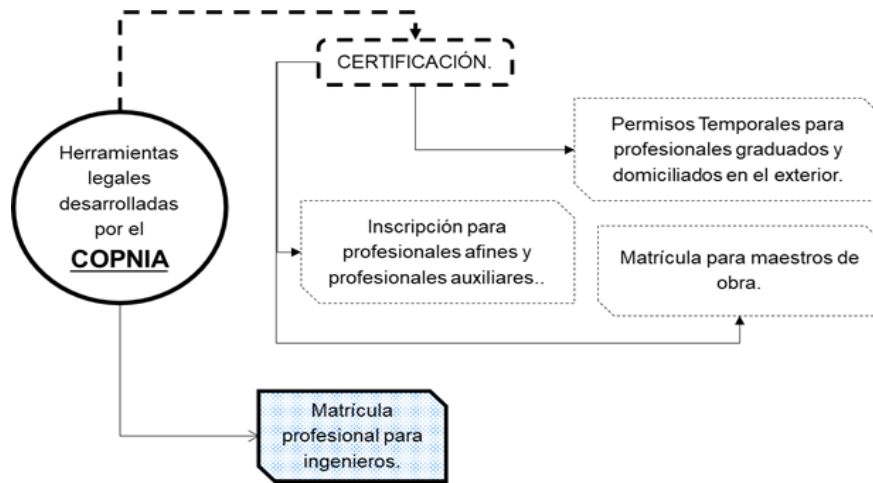 CERTIFICACIÓN.
Herramientas
legales
desarrolladas
por el
COPNIA
Permisos Temporales para
profesionales graduados y
domiciliados en el exterior.
Inscripción para
profesionales afines y
profesionales auxiliares..
Matrícula para maestros de
obra.
Matrícula
profesional para
ingenieros.